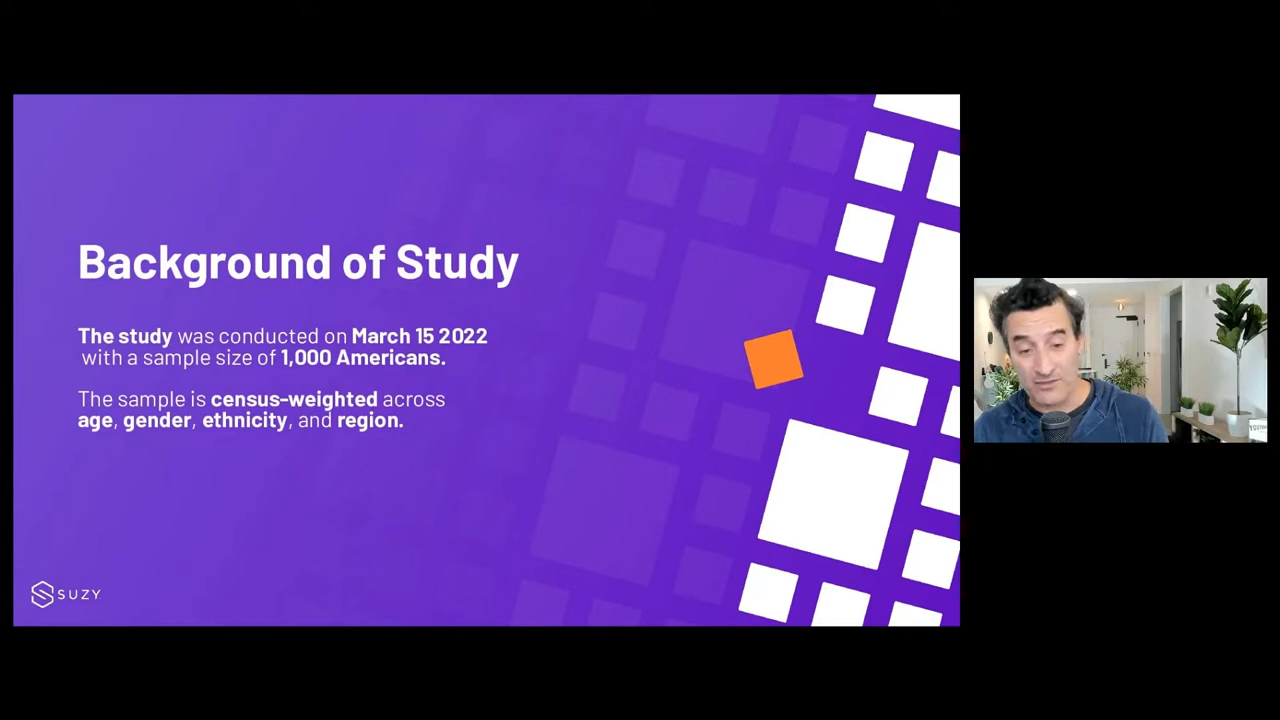 Background of Study
The study was conducted on March 15 2022
with a sample size of 1,000 Americans.
The sample is census-weighted across
age, gender, ethnicity, and region.
SUZY